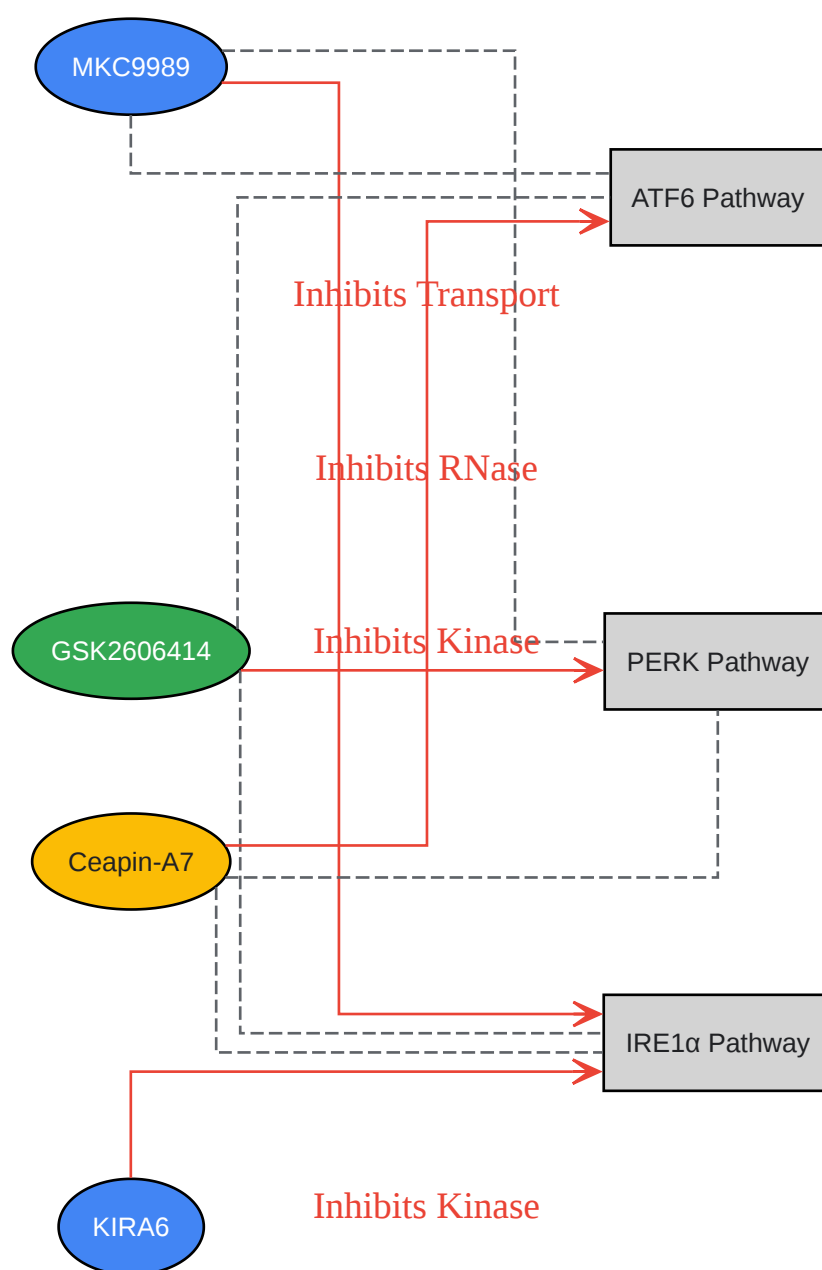 MKC9989
ATF6 Pathway
Inhibits Transport
Inhibits RNase
Inhibits Kinase
GSK2606414
PERK Pathway
Ceapin-A7
IRE1α Pathway
Inhibits Kinase
KIRA6